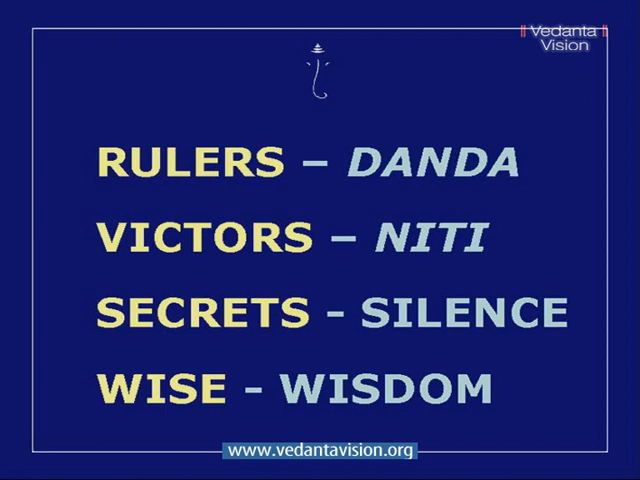 Vedanta
Vision
RULERS – DANDA
VICTORS – NITI
SECRETS - SILENCE
WISE - WISDOM
www.vedantavision.org